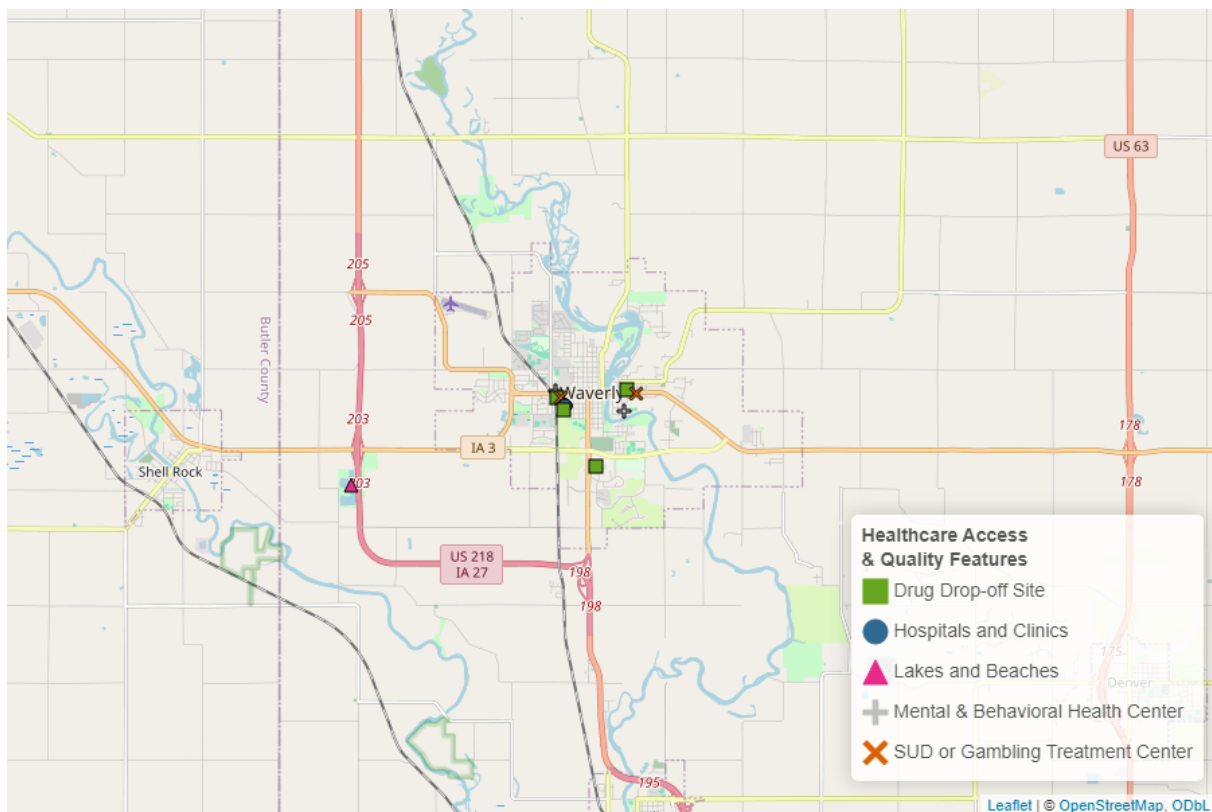 US 63
205
205
Butler County
Waverly
203
178
IA 3
Shell Rock
203
178
Healthcare Access
& Quality Features
Drug Drop-off Site
US 218
IA 27
198
198
Hospitals and Clinics
175
Lakes and Beaches
Denver
Mental & Behavioral Health Center
SUD or Gambling Treatment Center
195
Leaflet | © OpenStreetMap, ODbL